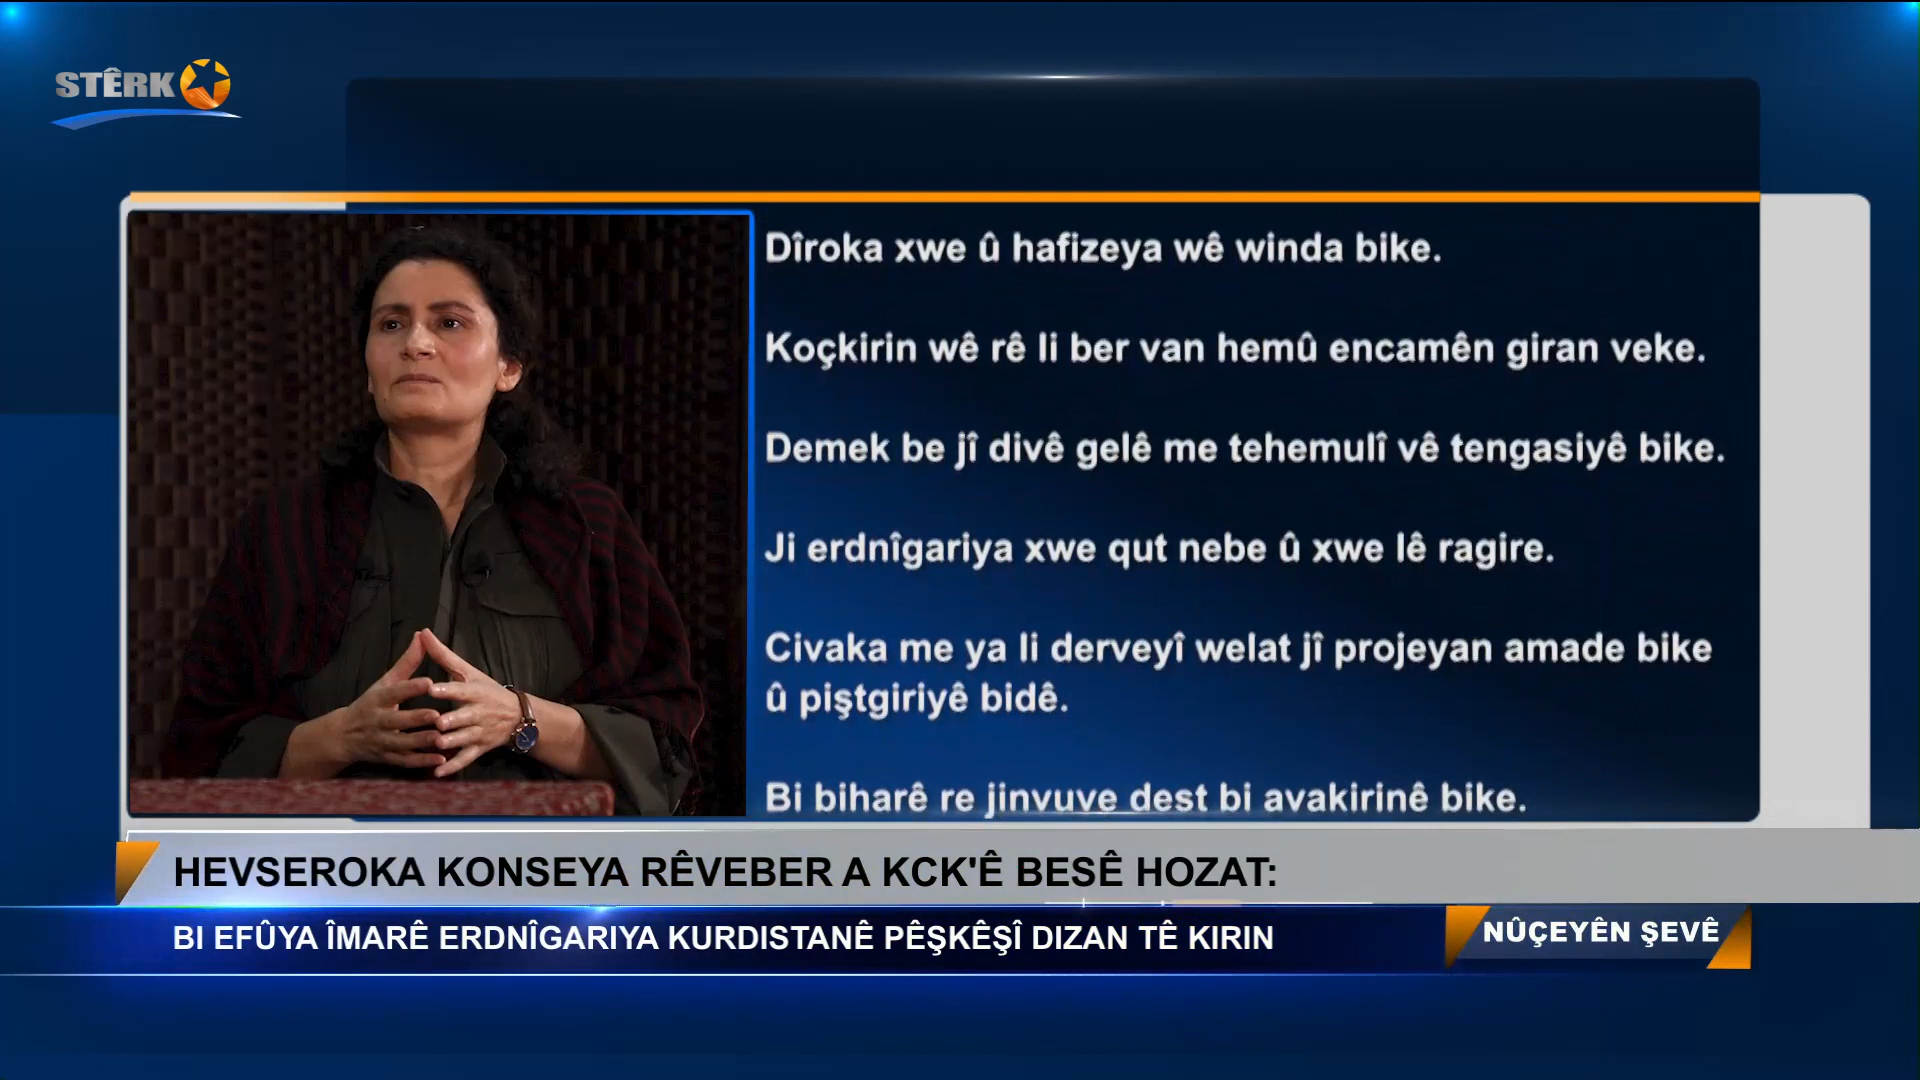 STÊRK
Dîroka xwe û hafizeya wê winda bike.
Koçkirin wê rê li ber van hemû encamên giran veke.
Demek be jî divê gelê me tehemulî vê tengasiyê bike.
Ji erdnîgariya xwe qut nebe û xwe lê ragire.
Civaka me ya li derveyî welat jî projeyan amade bike
û piştgiriyê bidê.
Bi biharê re jinvuve dest bi avakirinê bike.
HEVSEROKA KONSEYA RÊVEBER A KCK'Ê BESÊ HOZAT:
BI EFÛYA ÎMARÊ ERDNÎGARIYA KURDISTANÊ PÊŞKÊŞÎ DIZAN TÊ KIRIN
NÛÇEYÊN ŞEVÊ